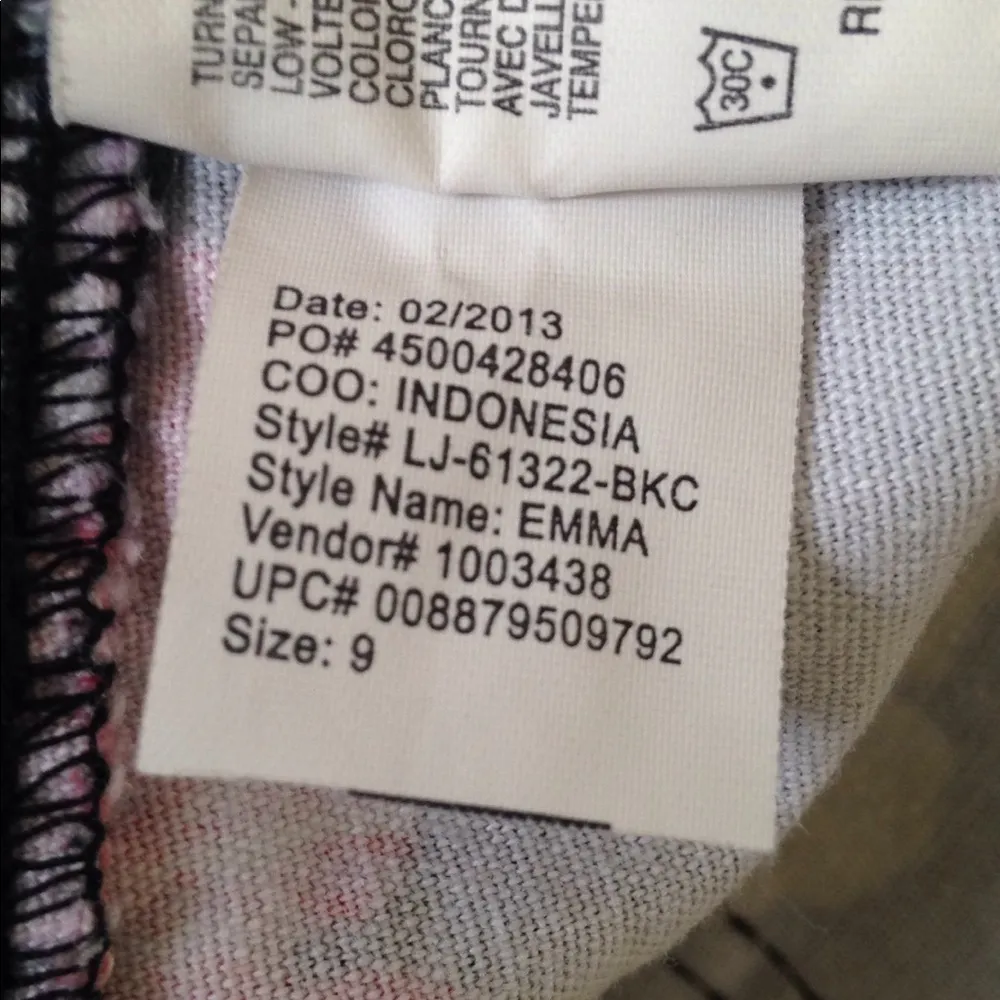 TURN
SEPA
LOW -
VOLTE
COLO
CLORO
PLANC
TOURN
AVEC D
JAVELL
TEMPE
30C
Date: 02/2013
PO# 4500428406
COO: INDONESIA
Style# LJ-61322-BKC
Style Name: EMMA
Vendor# 1003438
UPC# 008879509792
Size: 9